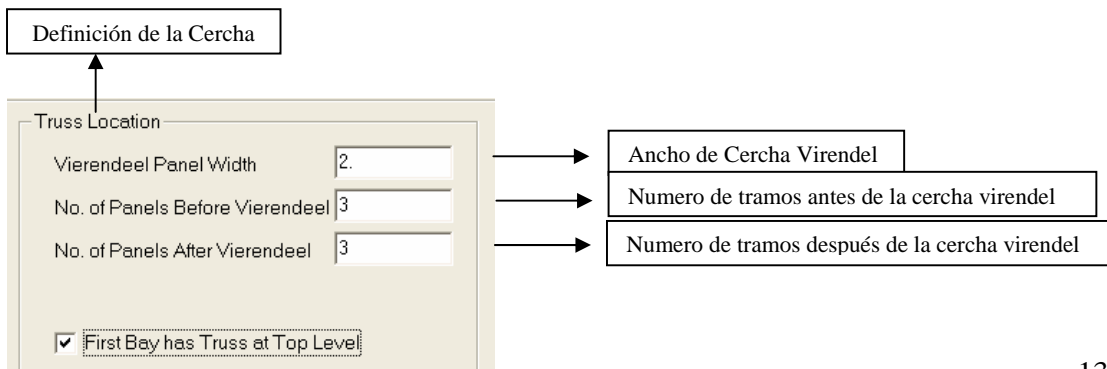 Definición de la Cercha
Truss Location
Vierendeel Panel Width 2.
Ancho de Cercha Virendel
No. of Panels Before Vierendeel 3
Numero de tramos antes de la cercha virendel
No. of Panels After Vierendeel 3
Numero de tramos después de la cercha virendel
First Bay has Truss at Top Level